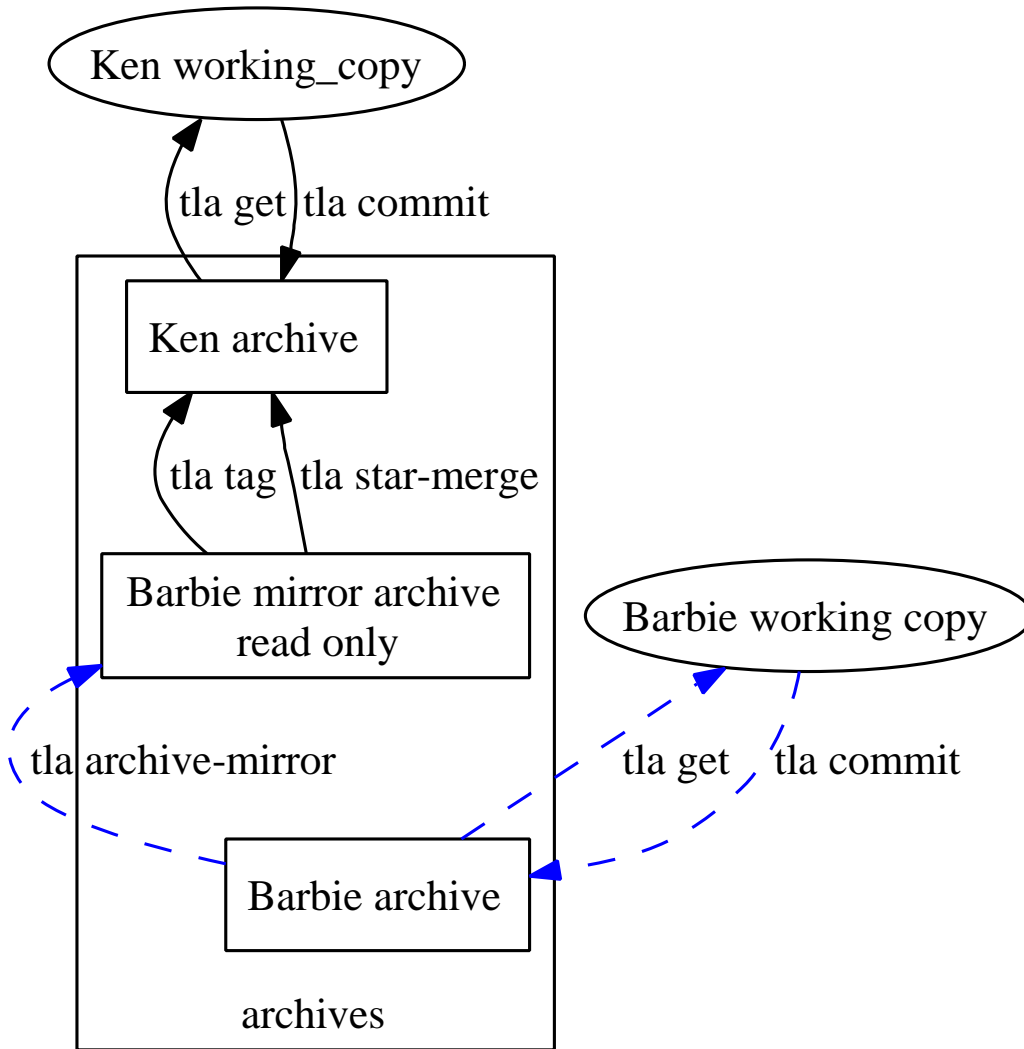 Ken working_copy
tla get
tla commit
Ken archive
tla tag
tla star-merge
Barbie mirror archive
read only
Barbie working copy
tla archive-mirror
tla get
tla commit
Barbie archive
archives